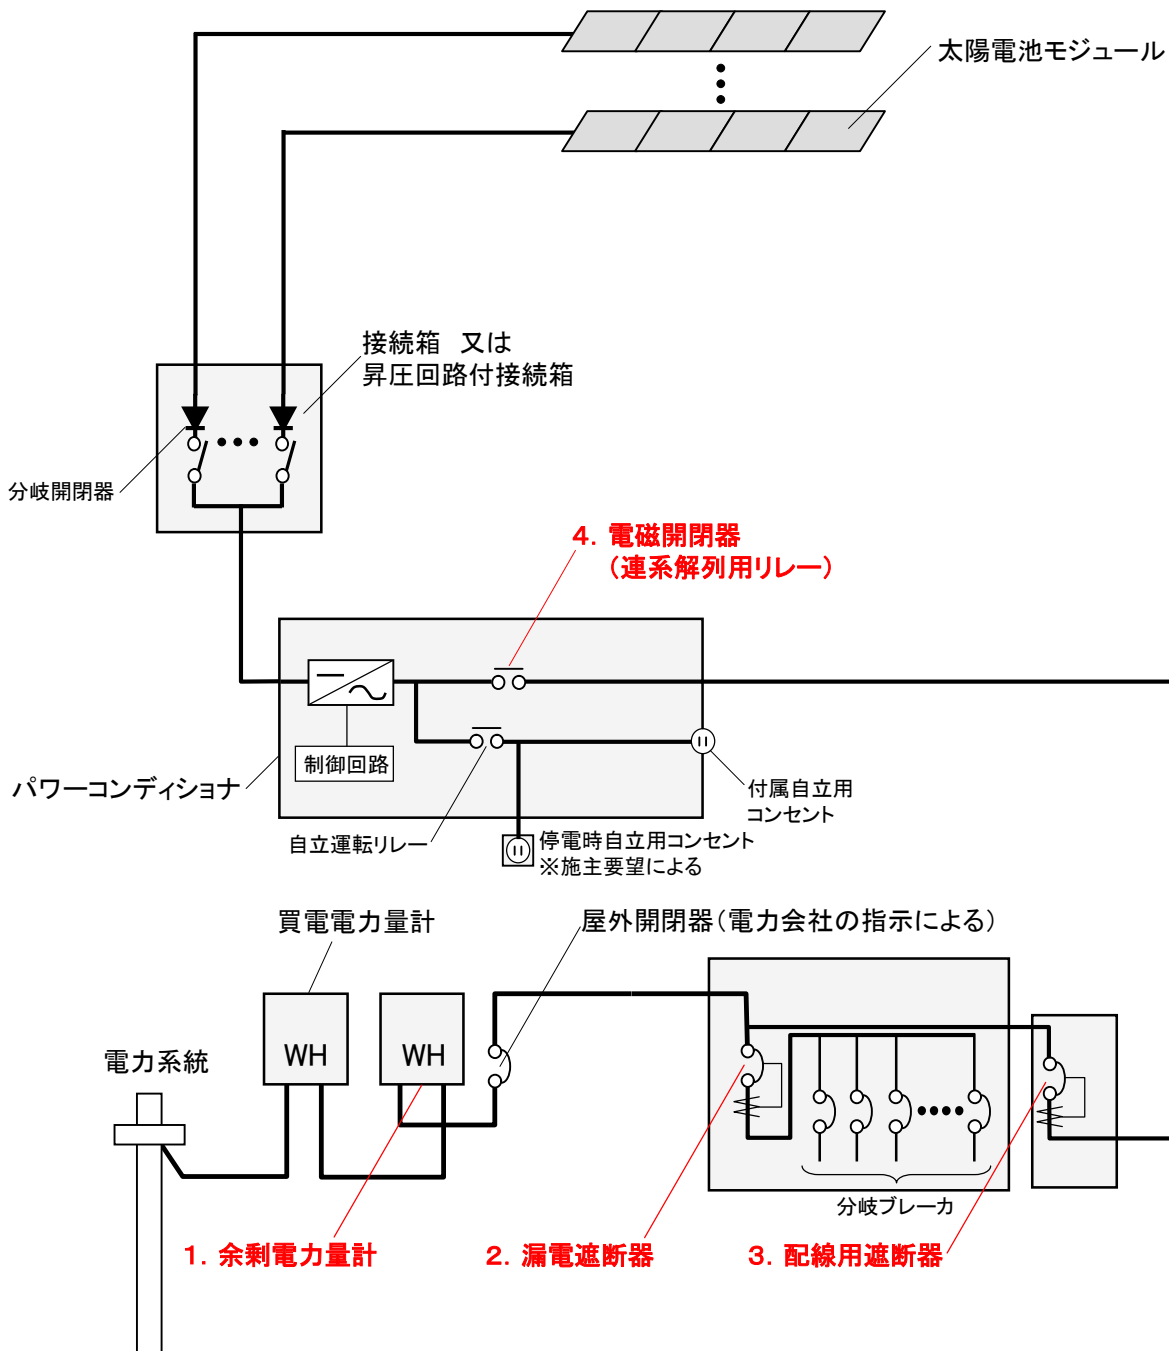 太陽電池モジュール
接続箱 又は
昇圧回路付接続箱
分岐開閉器
4. 電磁開閉器
(連系解列用リレー)
制御回路
パワーコンディショナ
付属自立用
コンセント
自立運転リレー
停電時自立用コンセント
※施主要望による
買電電力量計
屋外開閉器(電力会社の指示による)
WH
WH
電力系統
分岐ブレーカ
1. 余剰電力量計
2. 漏電遮断器
3. 配線用遮断器